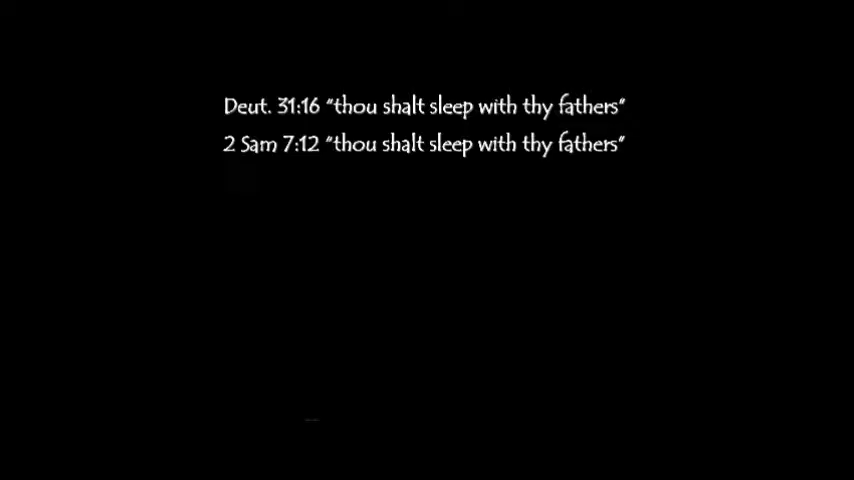 Deut. 31:16 "thou shalt sleep with thy fathers"
2 Sam 7:12 "thou shalt sleep with thy fathers"